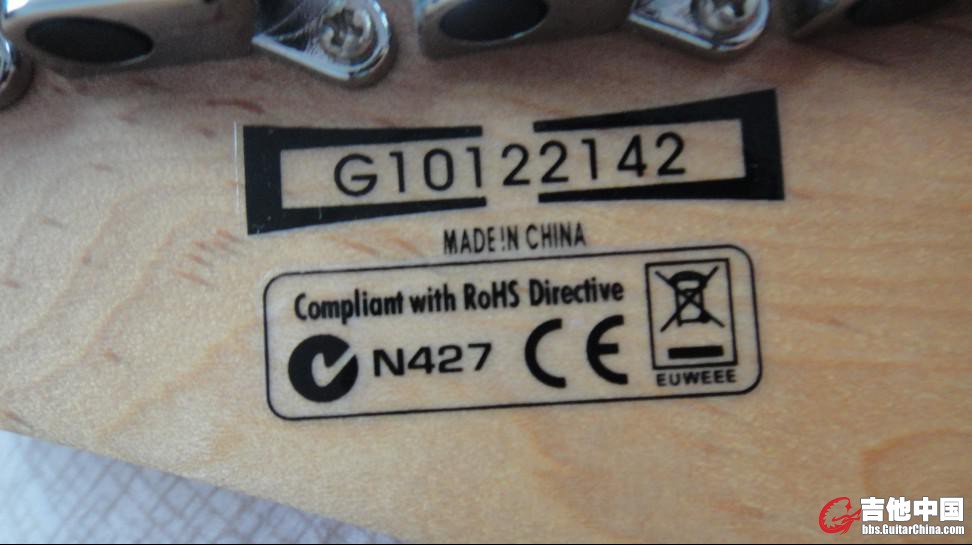 G10122142
MADE IN CHINA
Compliant with RoHS Directive
N427 CE
EUWEEE
吉他中国
bbs.GuitarChina.com